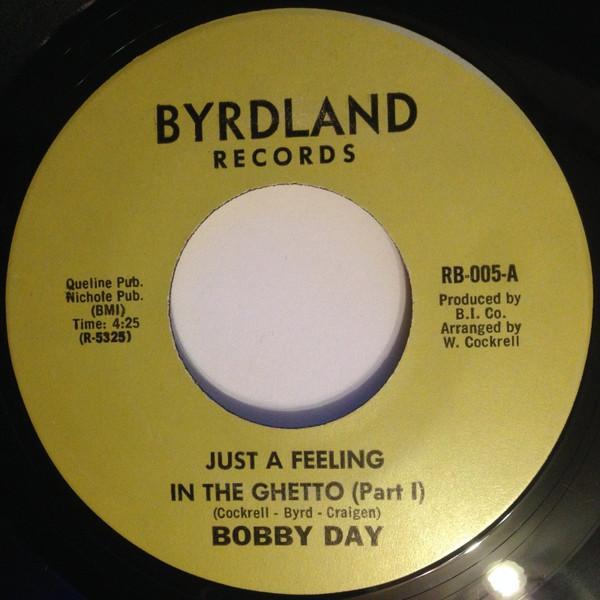 BYRDLAND
RECORDS
Queline Pub.
Nichole Pub.
(BMI)
Time: 4:25
(R-5325)
RB-005-A
Produced by
B.I. Co.
Arranged by
W. Cockrell
JUST A FEELING
IN THE GHETTO (Part I)
(Cockrell - Byrd - Craigen)
BOBBY DAY